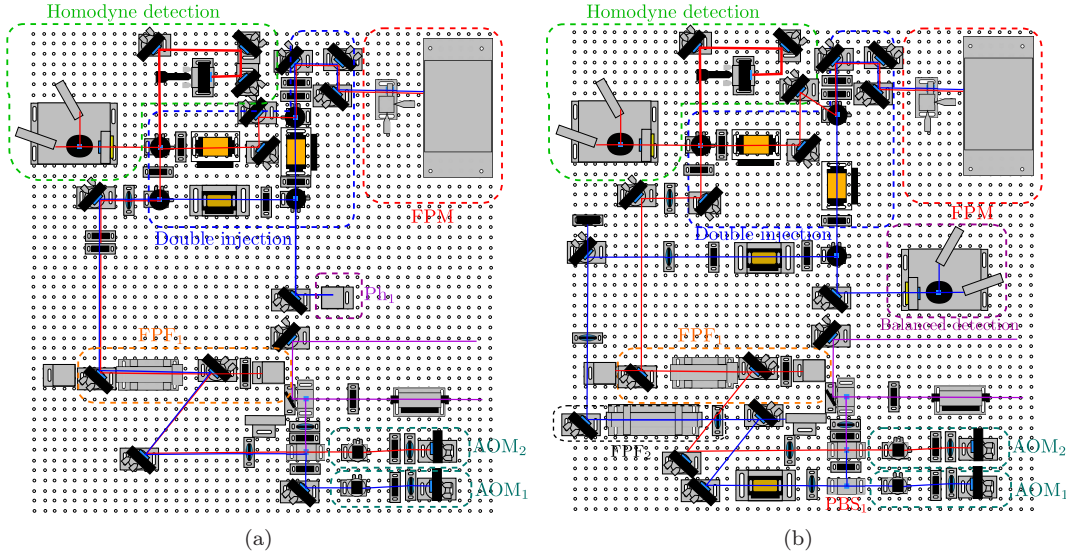 Homodyne detection
FPM
Double injection
Ph1
FPF1
AOM2
AOM1
(a)
Homodyne detection
FPM
Double injection
Balanced detection
FPF1
FPF2
AOM2
AOM1
PBS1
(b)